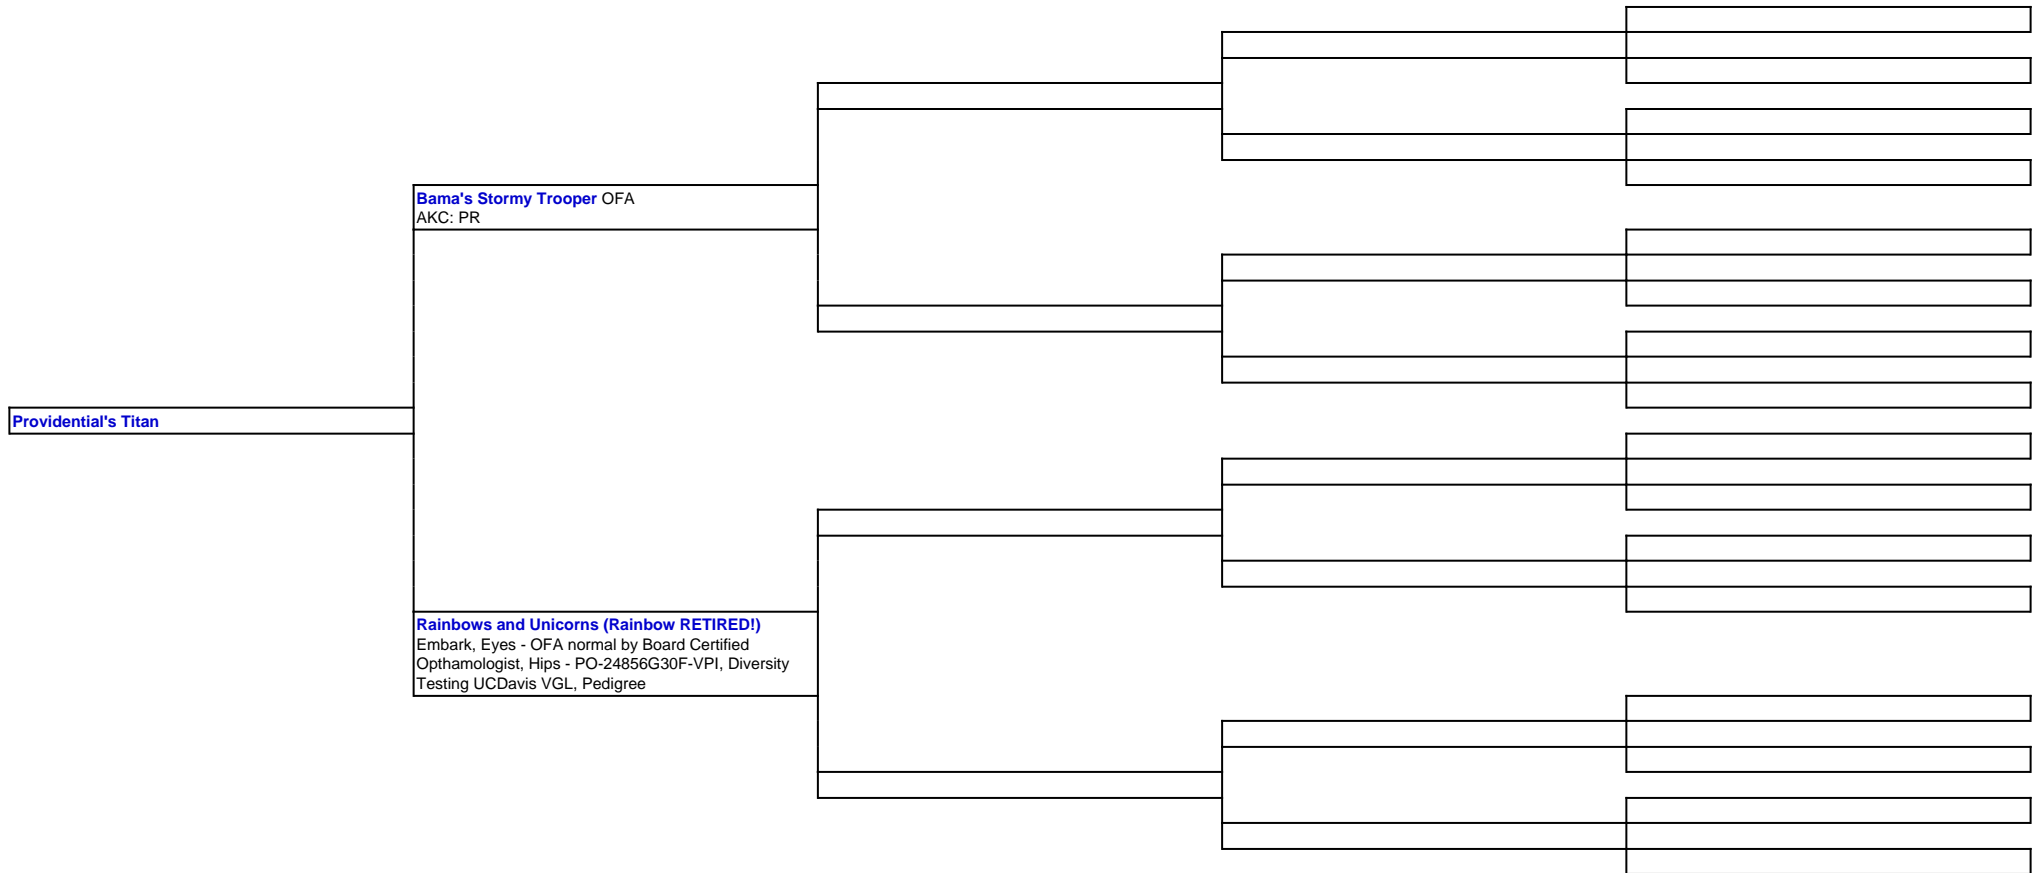 Bama's Stormy Trooper OFA
AKC: PR
Providential's Titan
Rainbows and Unicorns (Rainbow RETIRED!)
Embark, Eyes - OFA normal by Board Certified
Opthamologist, Hips - PO-24856G30F-VPI, Diversity
Testing UCDavis VGL, Pedigree